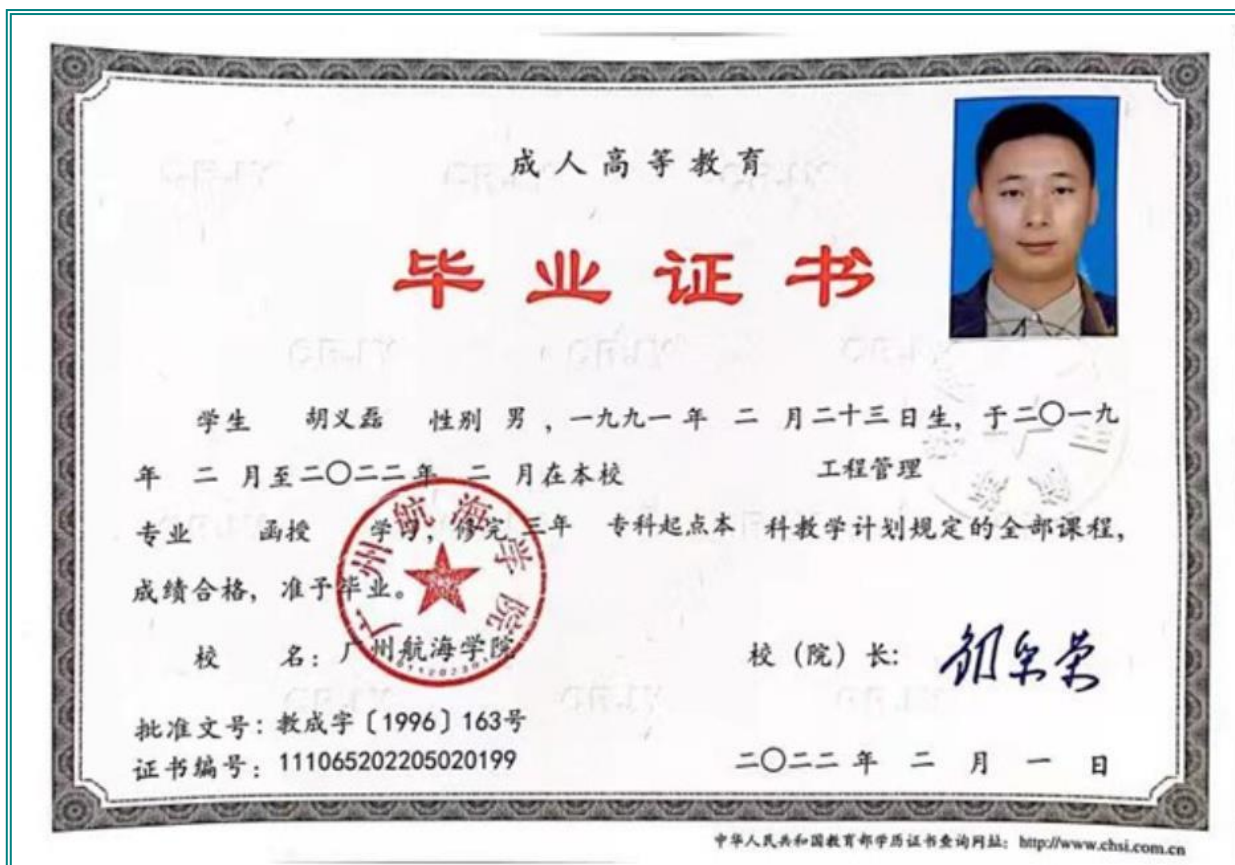 成人高等教育
毕业证书
学生 胡义磊 性别 男，一九九一年 二 月二十三日生，于二〇一九
年 二 月至二〇二二年 二 月在本校 工程管理
专业 函授 学习，修完 三年 专科起点本 科教学计划规定的全部课程，
成绩合格，准予毕业。
广州航海学院
校 名：广州航海学院 校（院）长：
批准文号：教成字〔1996〕163号
证书编号：111065202205020199 二〇二二年 二 月 一 日
中华人民共和国教育部学历证书查询网址：http://www.chsi.com.cn